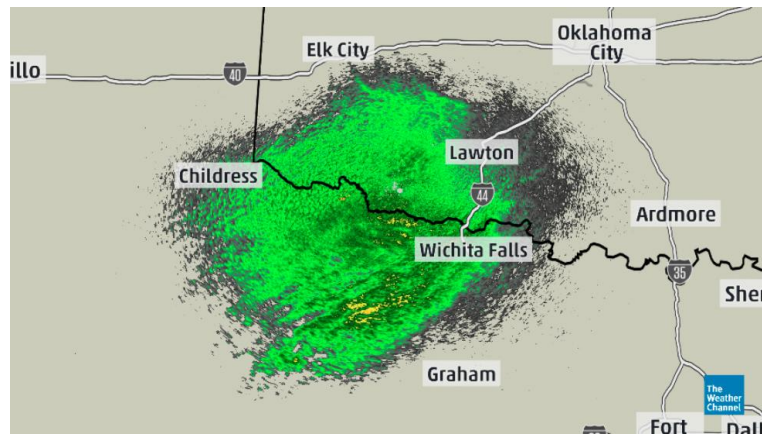 Oklahoma
City
Elk City
illo
40
Lawton
Childress
44
Ardmore
Wichita Falls
35
Sher
Graham
The
Weather
Channel
Fort
Dall